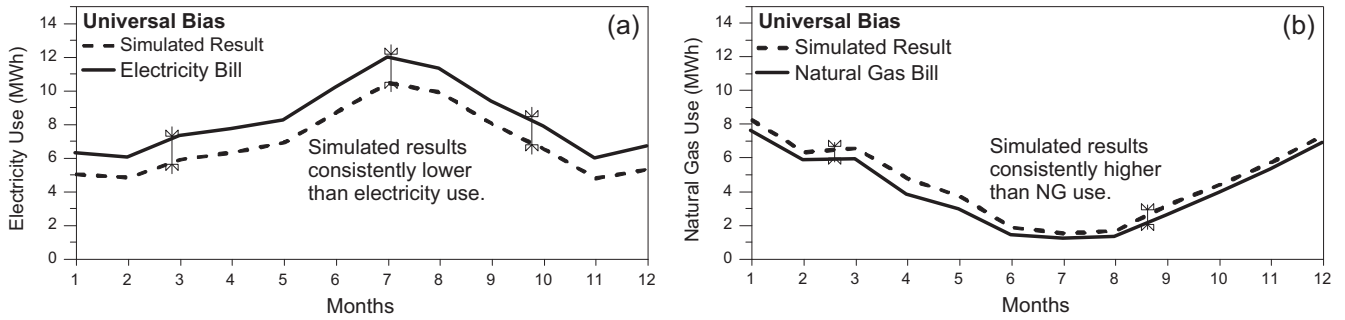 Universal Bias
(a)
Simulated Result
Electricity Bill
Electricity Use (MWh)
14
12
10
8
6
4
2
0
Simulated results
consistently lower
than electricity use.
1 2 3 4 5 6 7 8 9 10 11 12
Months
Universal Bias
(b)
Simulated Result
Natural Gas Bill
Natural Gas Use (MWh)
14
12
10
8
6
4
2
0
Simulated results
consistently higher
than NG use.
1 2 3 4 5 6 7 8 9 10 11 12
Months